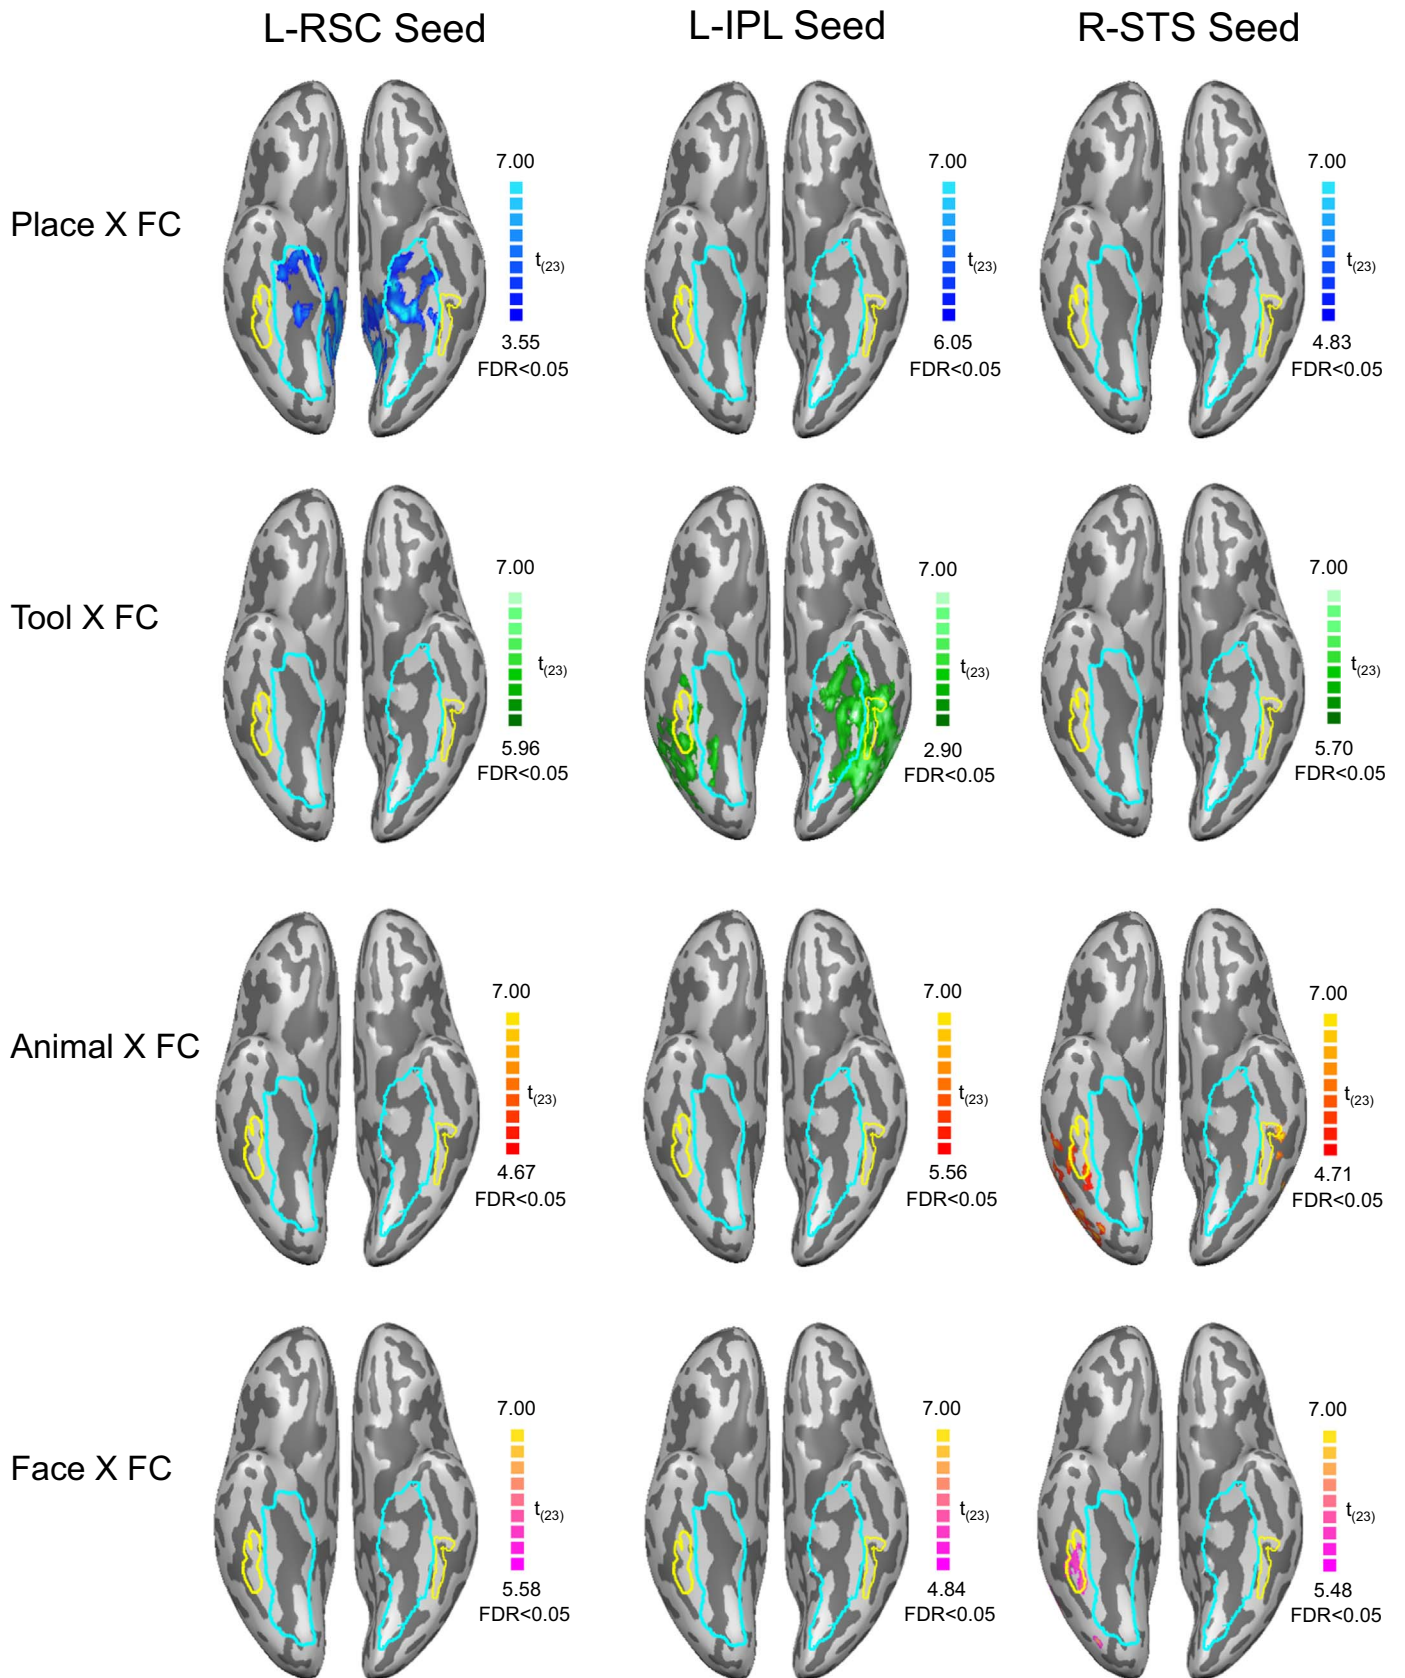 L-RSC Seed L-IPL Seed R-STS Seed
Place X FC
7.00 7.00 7.00
t(23) t(23) t(23)
3.55 6.05 4.83
FDR<0.05 FDR<0.05 FDR<0.05
Tool X FC
7.00 7.00 7.00
t(23) t(23) t(23)
5.96 2.90 5.70
FDR<0.05 FDR<0.05 FDR<0.05
Animal X FC
7.00 7.00 7.00
t(23) t(23) t(23)
4.67 5.56 4.71
FDR<0.05 FDR<0.05 FDR<0.05
Face X FC
7.00 7.00 7.00
t(23) t(23) t(23)
5.58 4.84 5.48
FDR<0.05 FDR<0.05 FDR<0.05